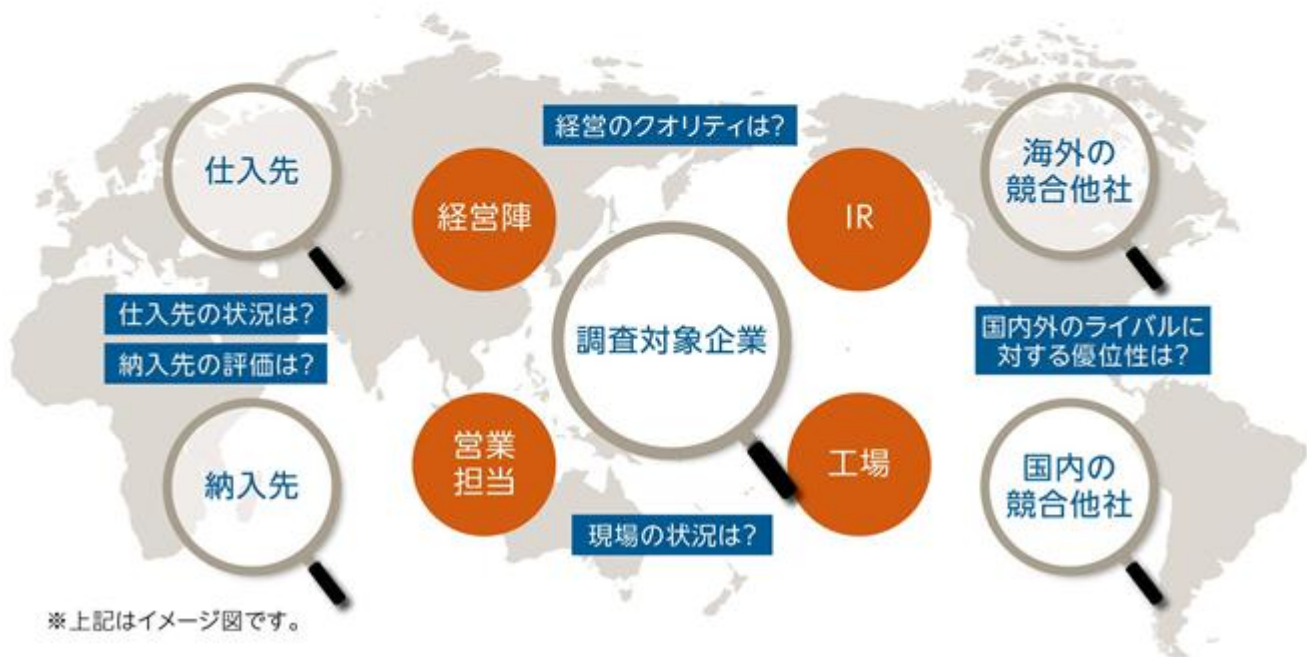 経営のクオリティは?
仕入先
経営陣
IR
海外の
競合他社
仕入先の状況は?
納入先の評価は?
調査対象企業
国内外のライバルに
対する優位性は?
納入先
営業
担当
工場
国内の
競合他社
現場の状況は?
※上記はイメージ図です。